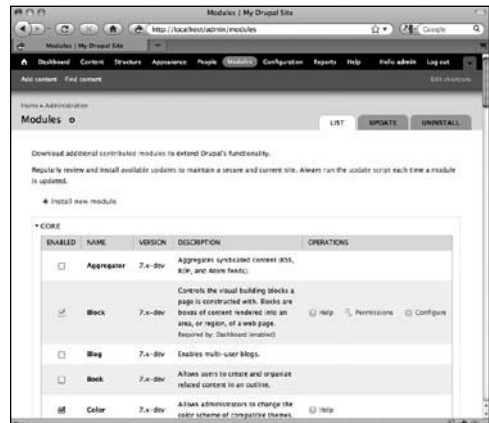 Modules | My Drupal Site
http://localhost/admin/modules
Google
Modules | My Drupal Site
Dashboard Content Structure Appearance People Modules Configuration Reports Help Hello admin Log out
Add content Find content Edit shortcuts
Home » Administration
Modules
LIST UPDATE UNINSTALL
Download additional contributed modules to extend Drupal's functionality.
Regularly review and install available updates to maintain a secure and current site. Always run the update script each time a module
is updated.
+ Install new module
CORE
ENABLED NAME VERSION DESCRIPTION OPERATIONS
Aggregator 7.x-dev Aggregates syndicated content (RSS,
RDF, and Atom feeds).
Controls the visual building blocks a
page is constructed with. Blocks are
Block 7.x-dev boxes of content rendered into an Help Permissions Configure
area, or region, of a web page.
Required by: Dashboard (enabled)
Blog 7.x-dev Enables multi-user blogs.
Book 7.x-dev Allows users to create and organize
related content in an outline.
Color 7.x-dev Allows administrators to change the Help
color scheme of compatible themes.